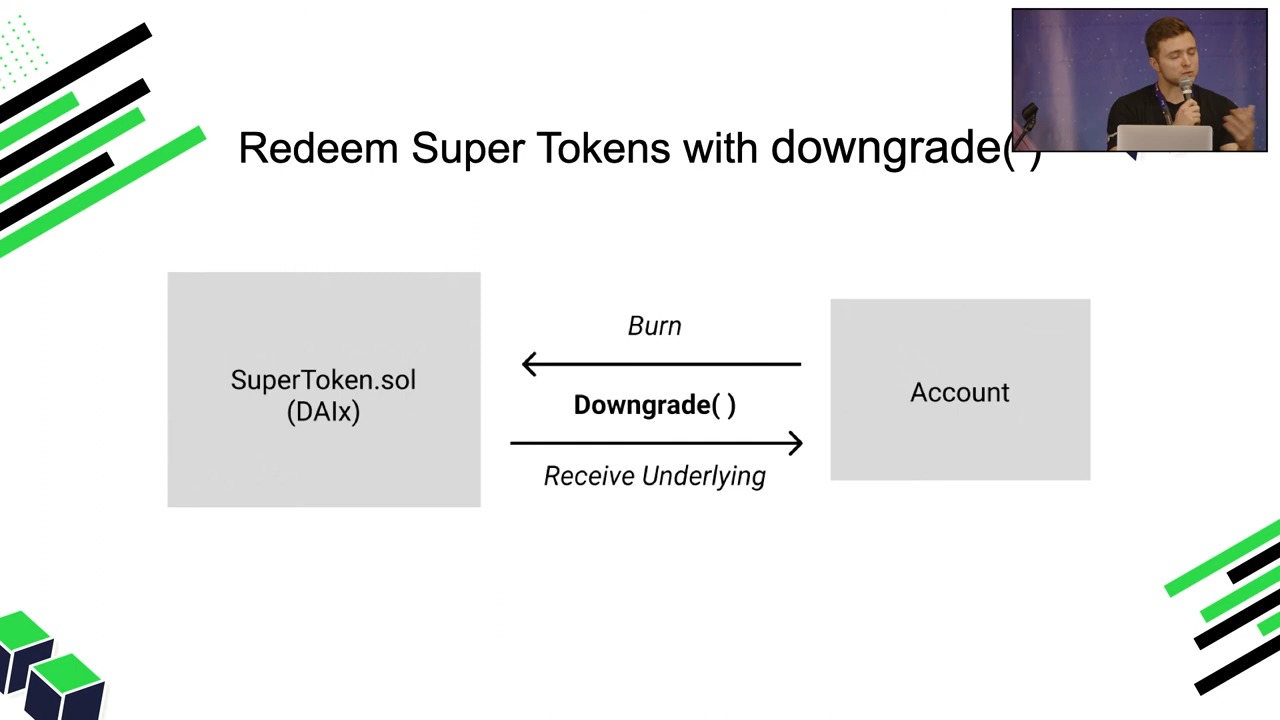 Redeem Super Tokens with downgrade( )
SuperToken.sol
(DAIx)
Burn
Downgrade( )
Receive Underlying
Account